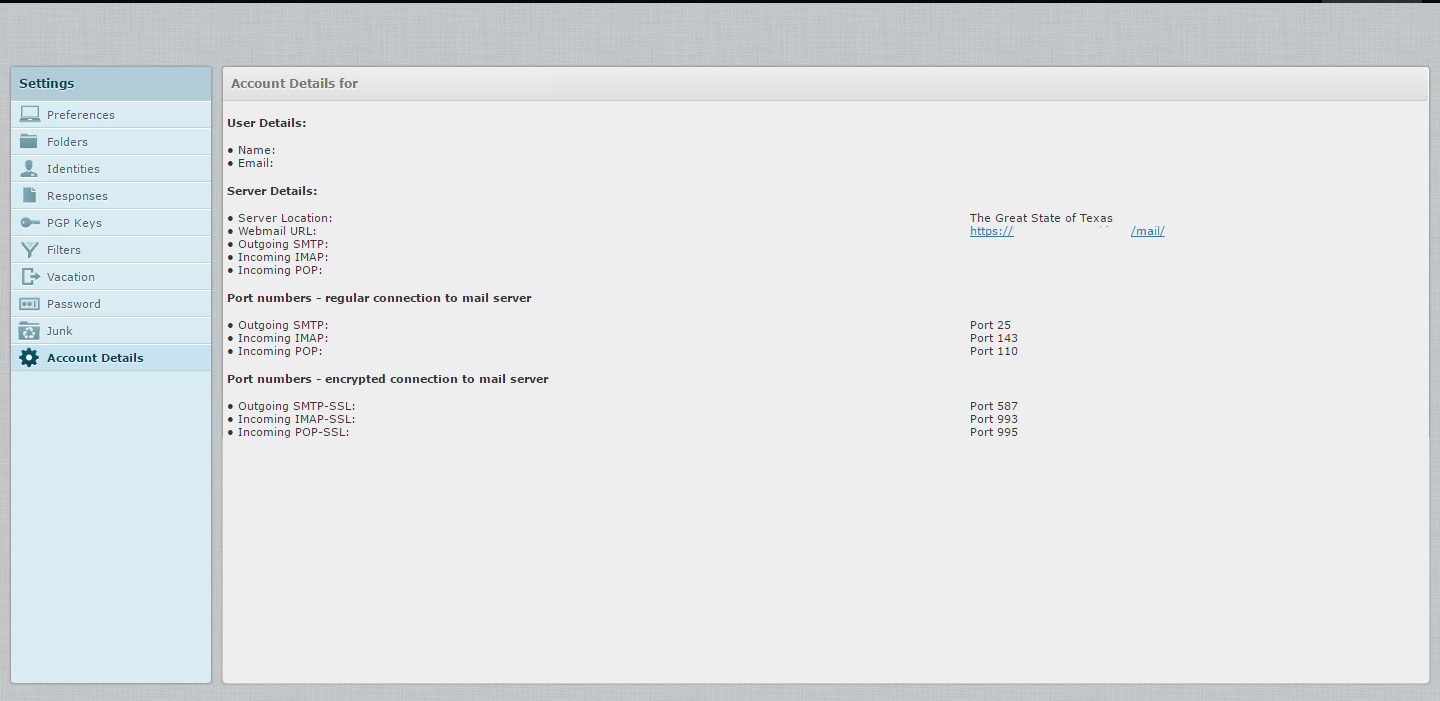 Settings
Preferences
Folders
Identities
Responses
PGP Keys
Filters
Vacation
Password
Junk
Account Details
Account Details for
User Details:
• Name:
• Email:
Server Details:
• Server Location: The Great State of Texas
• Webmail URL: https:// /mail/
• Outgoing SMTP:
• Incoming IMAP:
• Incoming POP:
Port numbers - regular connection to mail server
• Outgoing SMTP: Port 25
• Incoming IMAP: Port 143
• Incoming POP: Port 110
Port numbers - encrypted connection to mail server
• Outgoing SMTP-SSL: Port 587
• Incoming IMAP-SSL: Port 993
• Incoming POP-SSL: Port 995